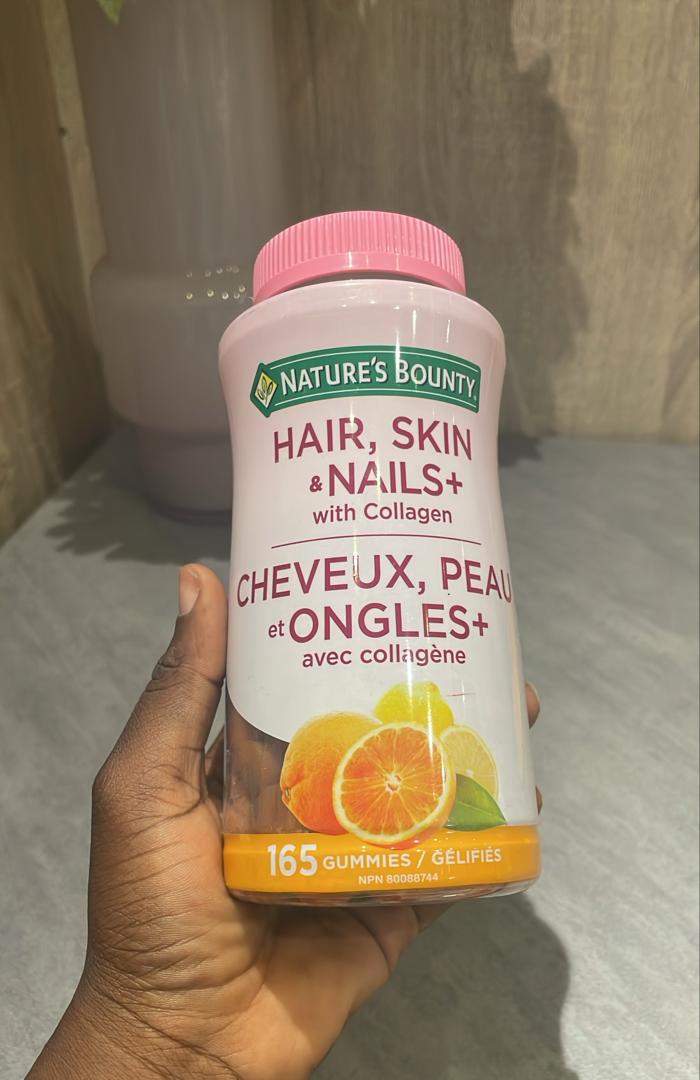 NATURE'S BOUNTY®
HAIR, SKIN
& NAILS+
with Collagen
CHEVEUX, PEAU
et ONGLES+
avec collagène
165 GUMMIES / GÉLIFIÉS
NPN 80088744